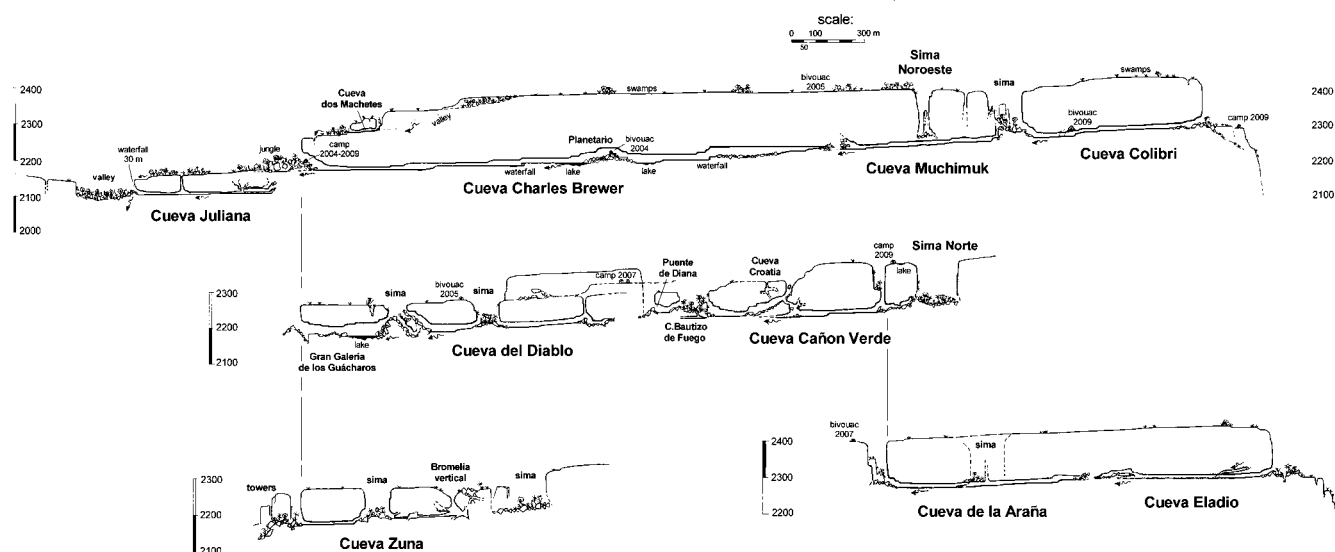 scale:
0 100 300 m
50
Sima
Noroeste
sima
swamps
bivouac
2005
swamps
2400
2300
2200
2100
2000
Cueva
dos Machetes
valley
camp
2004-2009
waterfall
30 m
jungle
valley
Planetario
bivouac
2004
waterfall
lake
lake
waterfall
bivouac
2009
camp 2009
2400
2300
2200
2100
Cueva Juliana
Cueva Charles Brewer
Cueva Muchimuk
Cueva Colibri
2300
2200
2100
sima
bivouac
2005
sima
camp 2007
Puente
de Diana
Cueva
Croatia
camp
2009
lake
Sima Norte
lake
Gran Galeria
de los Guácharos
Cueva del Diablo
C.Bautizo
de Fuego
Cueva Cañon Verde
2300
2200
2100
towers
sima
Bromelia
vertical
sima
Cueva Zuna
2400
2300
2200
bivouac
2007
sima
Cueva de la Araña
Cueva Eladio